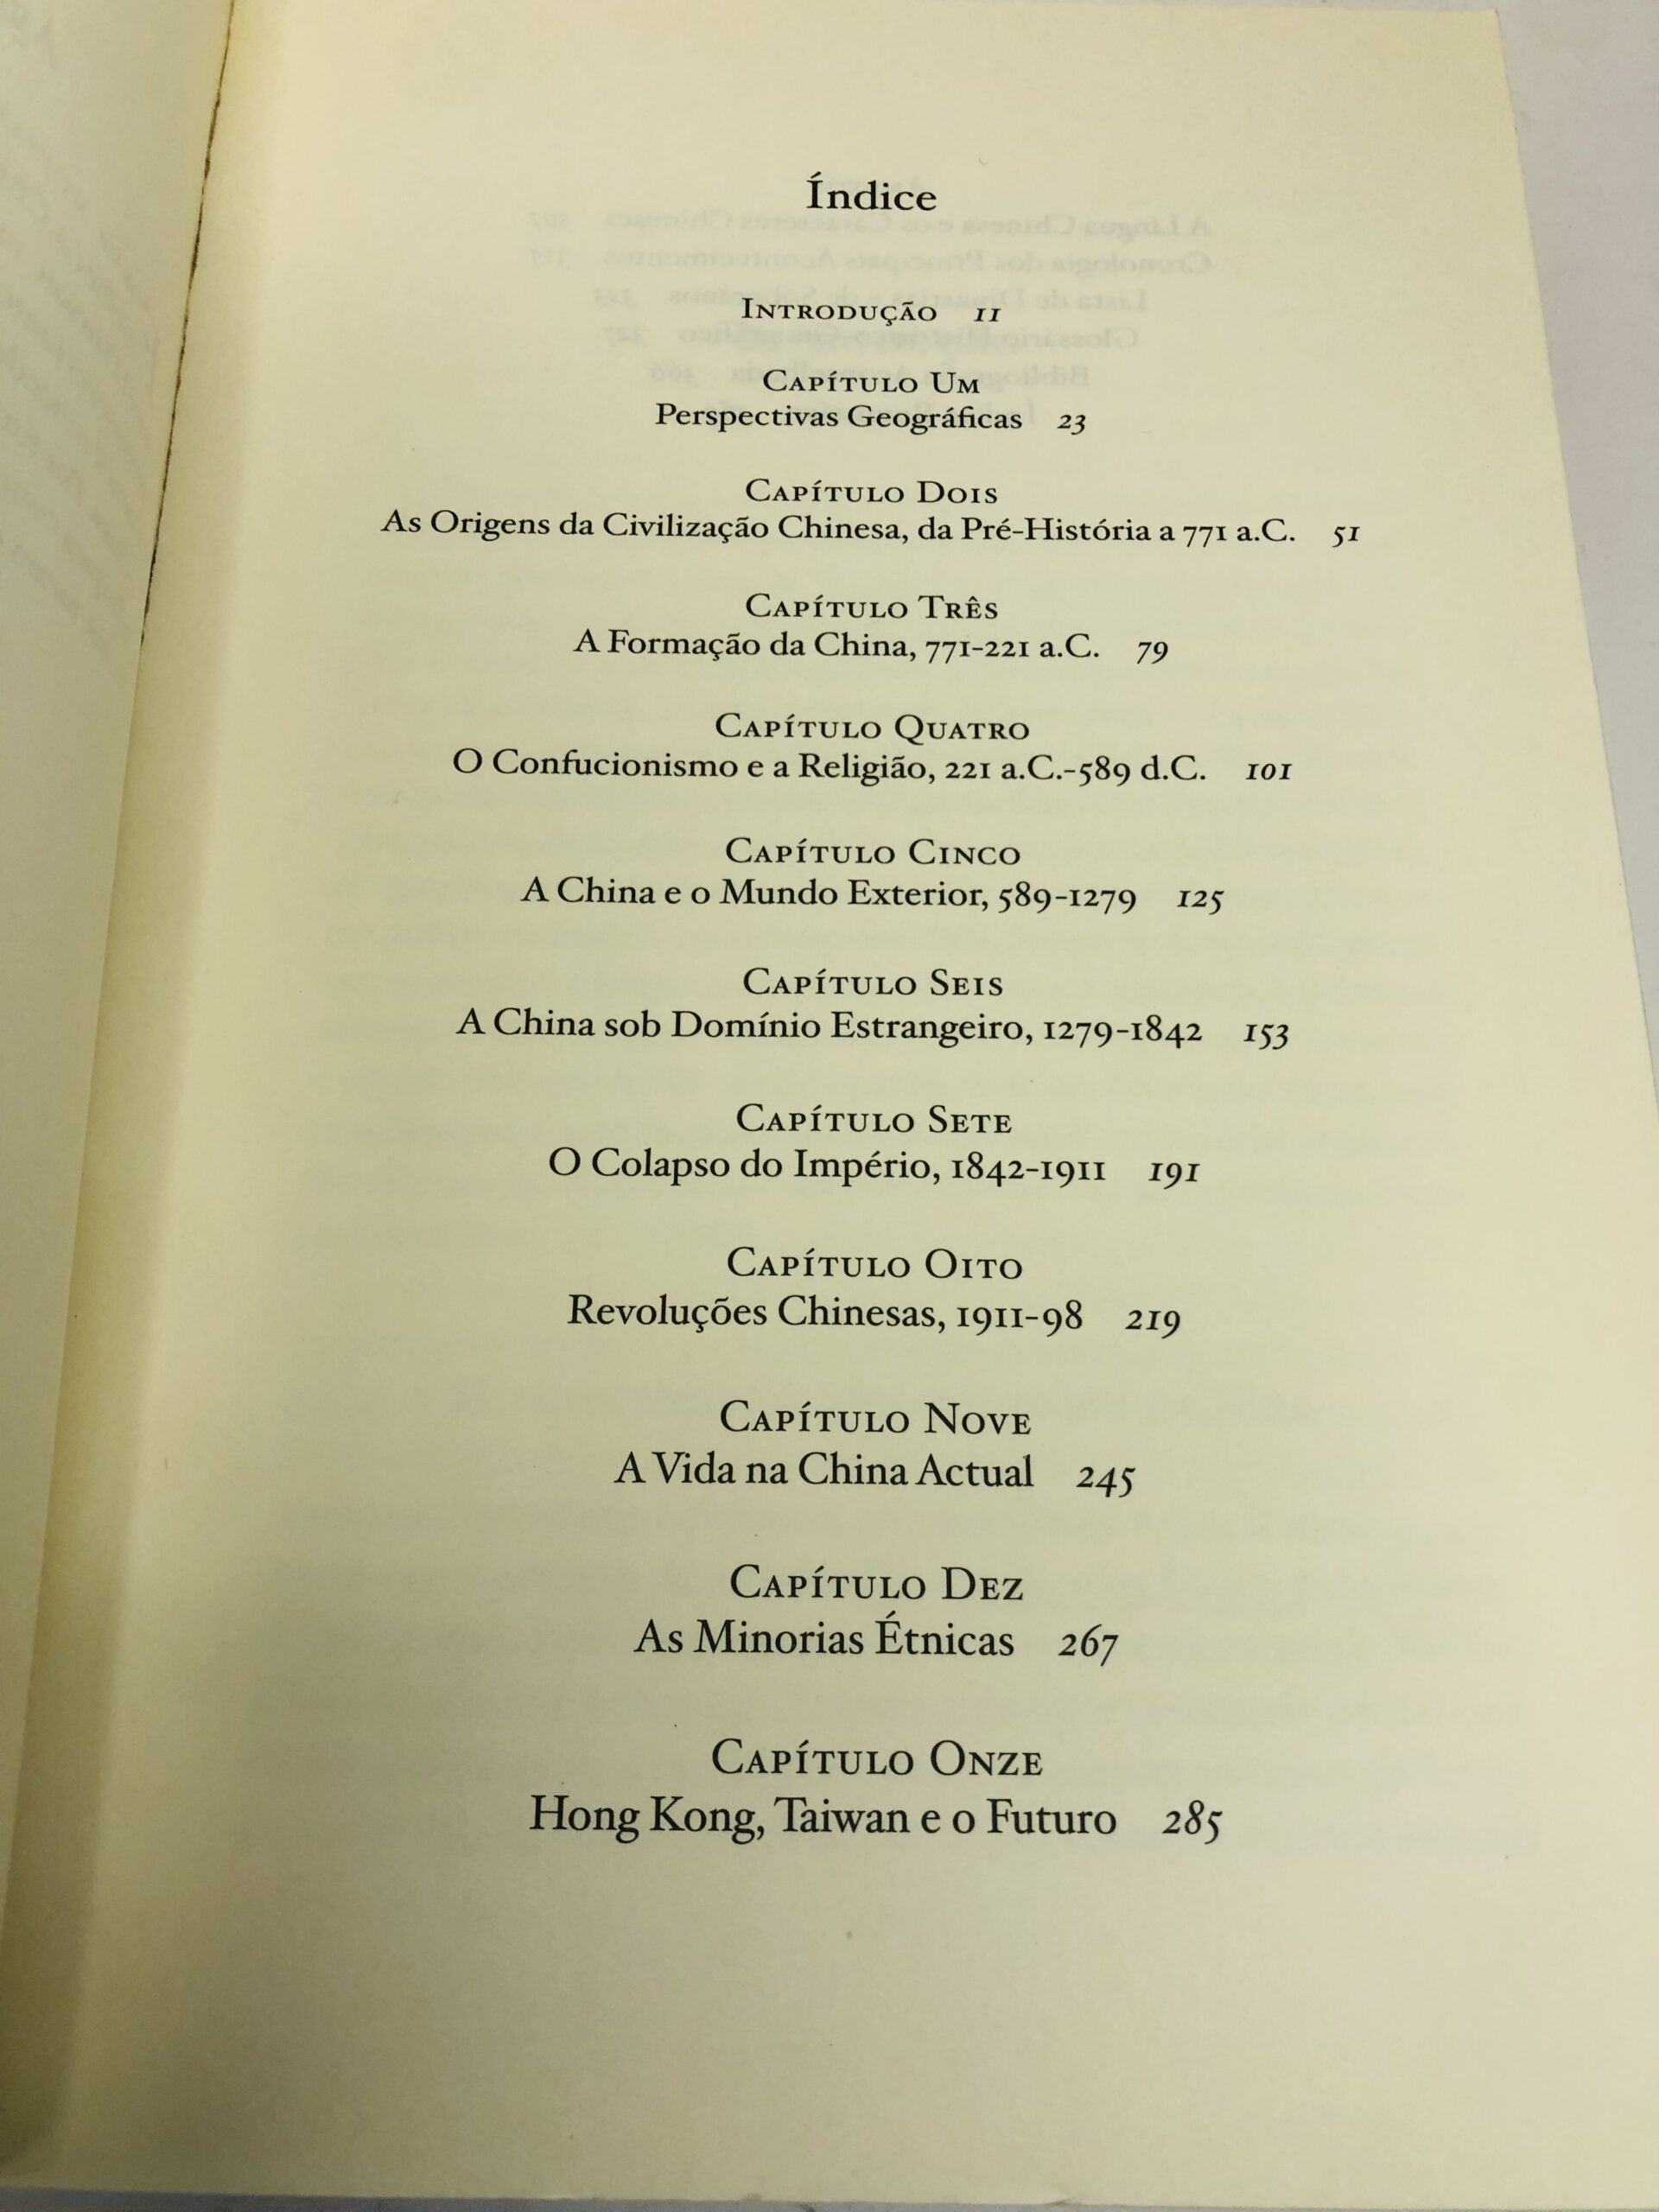 Índice
Introdução 11
Capítulo Um
Perspectivas Geográficas 23
Capítulo Dois
As Origens da Civilização Chinesa, da Pré-História a 771 a.C. 51
Capítulo Três
A Formação da China, 771-221 a.C. 79
Capítulo Quatro
O Confucionismo e a Religião, 221 a.C.-589 d.C. 101
Capítulo Cinco
A China e o Mundo Exterior, 589-1279 125
Capítulo Seis
A China sob Domínio Estrangeiro, 1279-1842 153
Capítulo Sete
O Colapso do Império, 1842-1911 191
Capítulo Oito
Revoluções Chinesas, 1911-98 219
Capítulo Nove
A Vida na China Actual 245
Capítulo Dez
As Minorias Étnicas 267
Capítulo Onze
Hong Kong, Taiwan e o Futuro 285